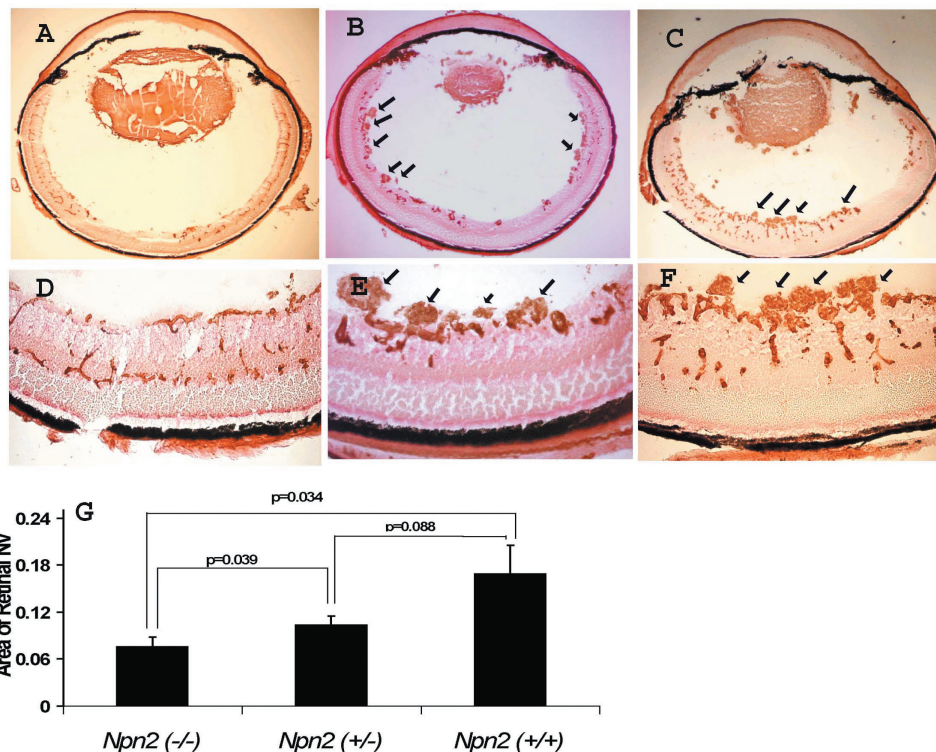 A
B
C
D
E
F
G
p=0.034
p=0.088
p=0.039
0.24
0.18
0.12
0.06
0
Area of Retinal NV
Npn2 (-/-)
Npn2 (+/-)
Npn2 (+/+)